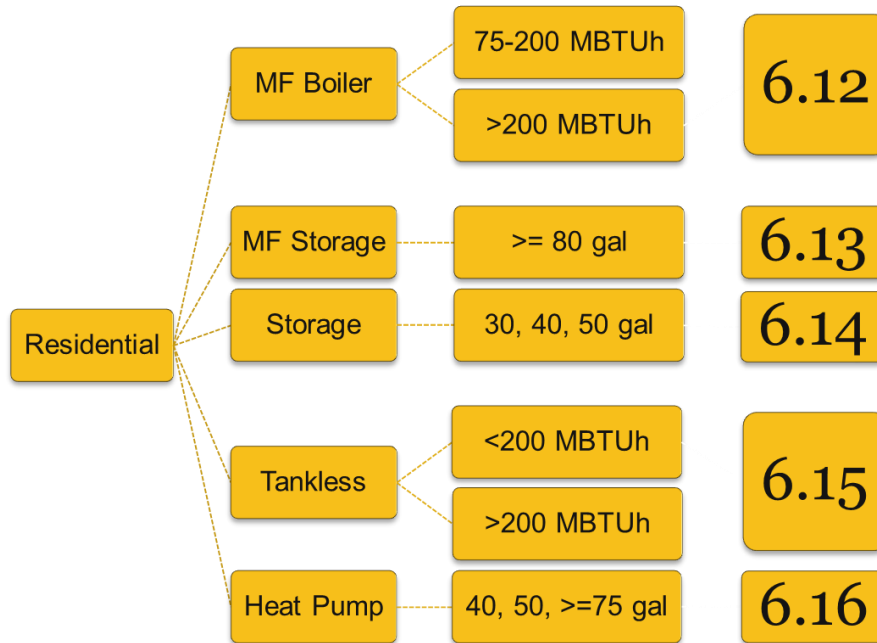 Residential
MF Boiler
75-200 MBTUh
>200 MBTUh
6.12
MF Storage
>= 80 gal
6.13
Storage
30, 40, 50 gal
6.14
Tankless
<200 MBTUh
>200 MBTUh
6.15
Heat Pump
40, 50, >=75 gal
6.16